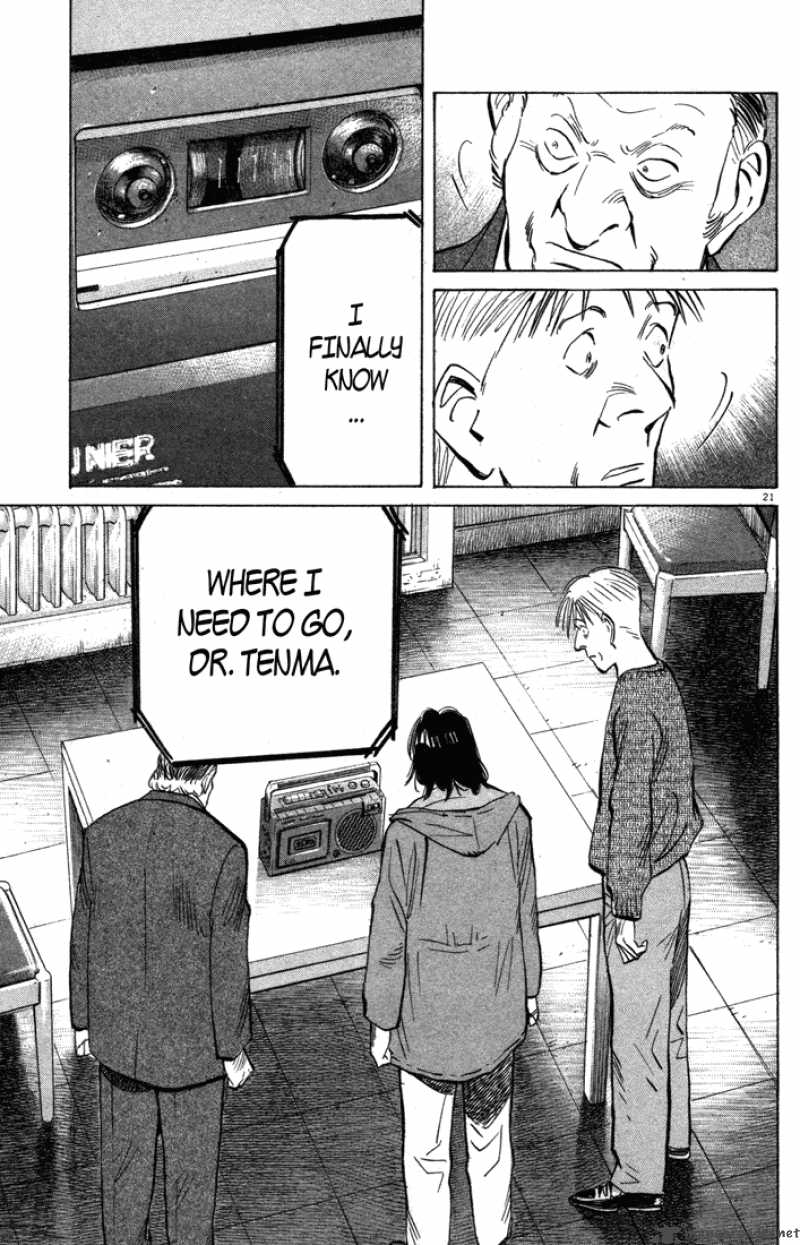 I
FINALLY
KNOW
...
UNIER
21
WHERE I
NEED TO GO,
DR. TENMA.
net